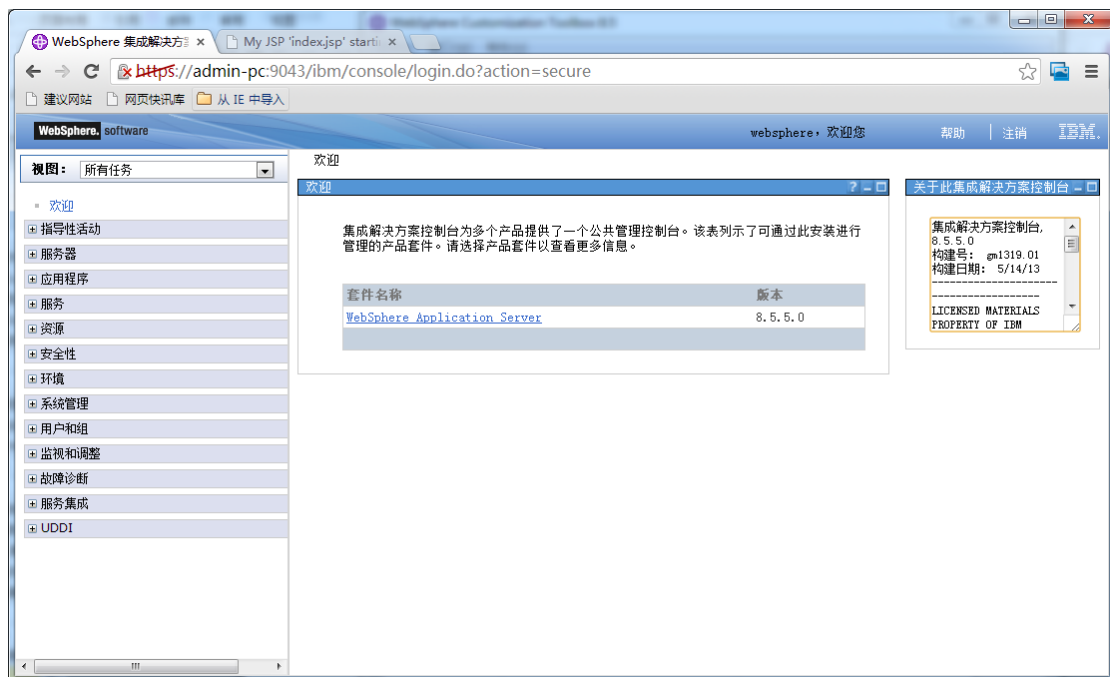 WebSphere Customization Toolbox 8.5
WebSphere 集成解决方
My JSP 'index.jsp' starti
https://admin-pc:9043/ibm/console/login.do?action=secure
建议网站 网页快讯库 从 IE 中导入
WebSphere. software websphere，欢迎您 帮助 注销 IBM.
视图： 所有任务
欢迎
指导性活动
服务器
应用程序
服务
资源
安全性
环境
系统管理
用户和组
监视和调整
故障诊断
服务集成
UDDI
欢迎
欢迎 ?
集成解决方案控制台为多个产品提供了一个公共管理控制台。该表列示了可通过此安装进行
管理的产品套件。请选择产品套件以查看更多信息。
套件名称 版本
WebSphere Application Server 8.5.5.0
关于此集成解决方案控制台
集成解决方案控制台,
8.5.5.0
构建号： gm1319.01
构建日期： 5/14/13
----------------------
------------------
LICENSED MATERIALS
PROPERTY OF IBM